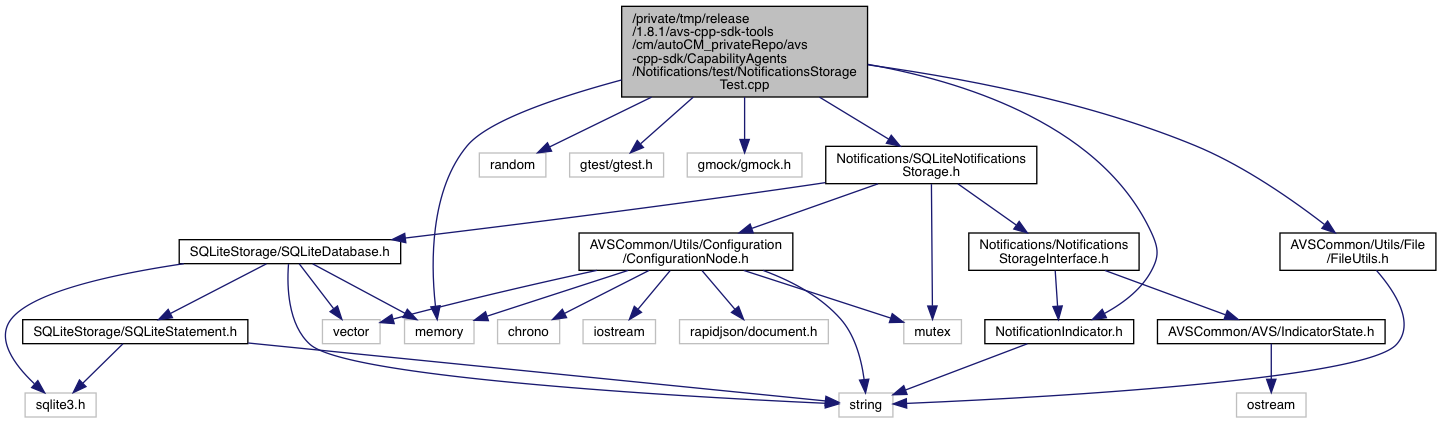 /private/tmp/release
/1.8.1/avs-cpp-sdk-tools
/cm/autoCM_privateRepo/avs
-cpp-sdk/CapabilityAgents
/Notifications/test/NotificationsStorage
Test.cpp
random
gtest/gtest.h
gmock/gmock.h
Notifications/SQLiteNotifications
Storage.h
SQLiteStorage/SQLiteDatabase.h
AVSCommon/Utils/Configuration
/ConfigurationNode.h
Notifications/Notifications
StorageInterface.h
AVSCommon/Utils/File
/FileUtils.h
SQLiteStorage/SQLiteStatement.h
vector
memory
chrono
iostream
rapidjson/document.h
mutex
NotificationIndicator.h
AVSCommon/AVS/IndicatorState.h
sqlite3.h
string
ostream